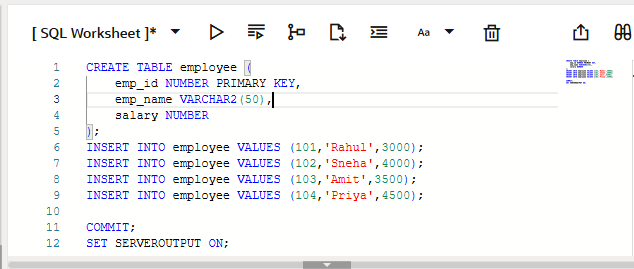 [ SQL Worksheet ]*
Aa
1 CREATE TABLE employee (
2 emp_id NUMBER PRIMARY KEY,
3 emp_name VARCHAR2(50),
4 salary NUMBER
5 );
6 INSERT INTO employee VALUES (101,'Rahul',3000);
7 INSERT INTO employee VALUES (102,'Sneha',4000);
8 INSERT INTO employee VALUES (103,'Amit',3500);
9 INSERT INTO employee VALUES (104,'Priya',4500);
10
11 COMMIT;
12 SET SERVEROUTPUT ON;